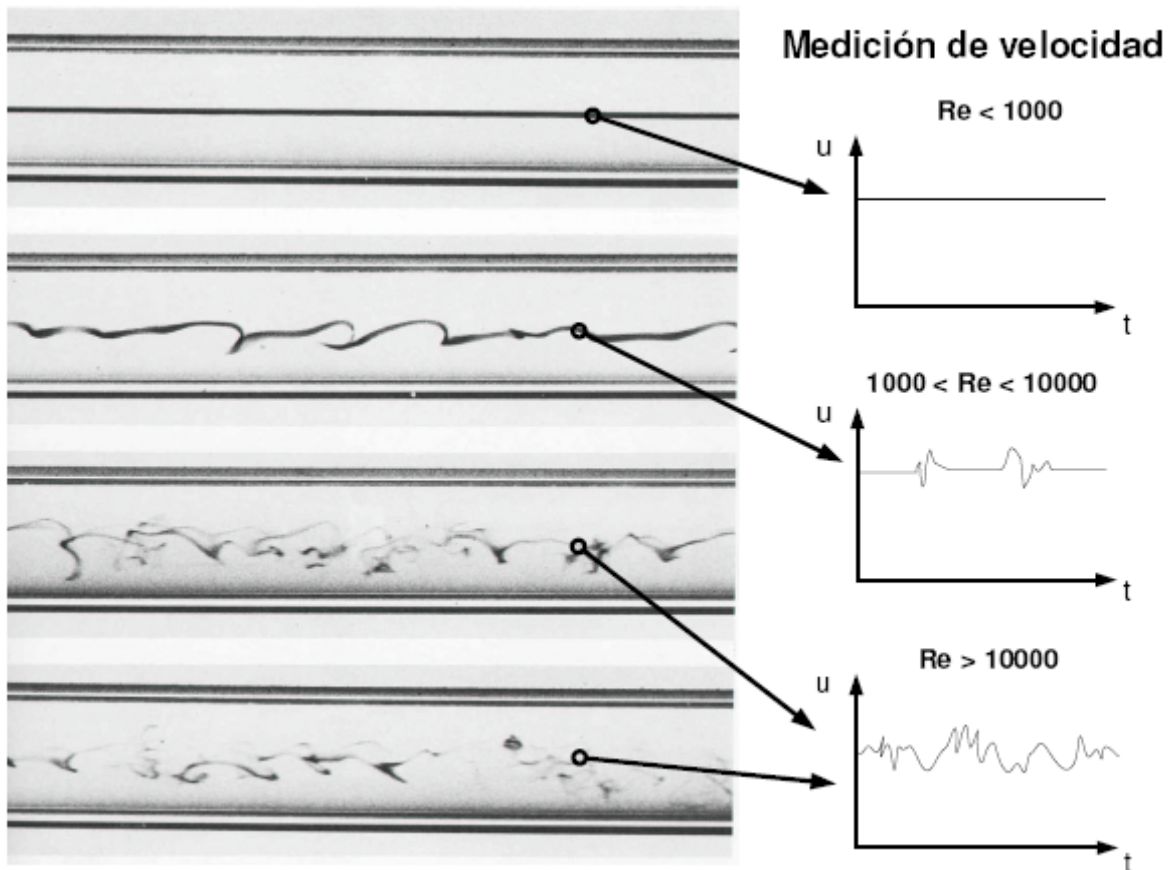 Medición de velocidad
Re < 1000
u
t
1000 < Re < 10000
u
t
Re > 10000
u
t